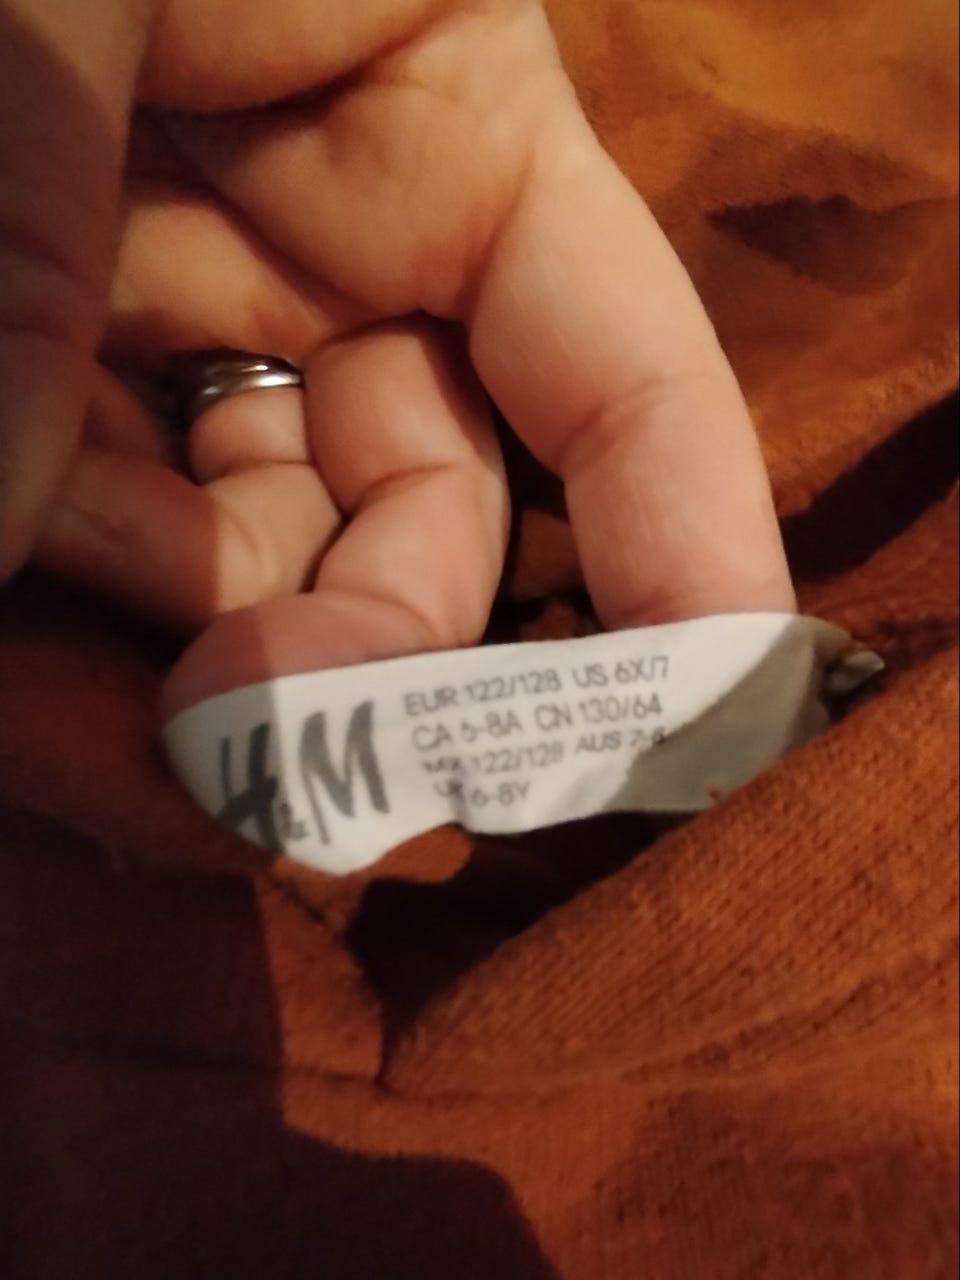 H&M
EUR 122/128 US 6X/7
CA 6-8A CN 130/64
MX 122/128 AUS 7-8
UK 6-8Y